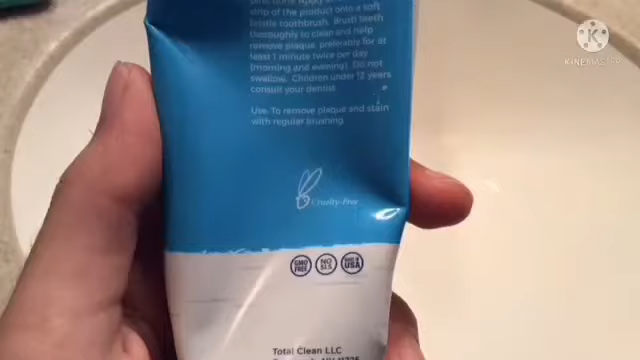 strip of the product onto a soft
bristle toothbrush. Brush teeth
thoroughly to clean and help
remove plaque, preferably for at
least 1 minute twice per day
(morning and evening). Do not
swallow. Children under 12 years
consult your dentist.
Use: To remove plaque and stain
with regular brushing.
Cruelty-Free
GMO FREE
NO SLS
MADE IN USA
Total Clean LLC
K
KINEMASTER